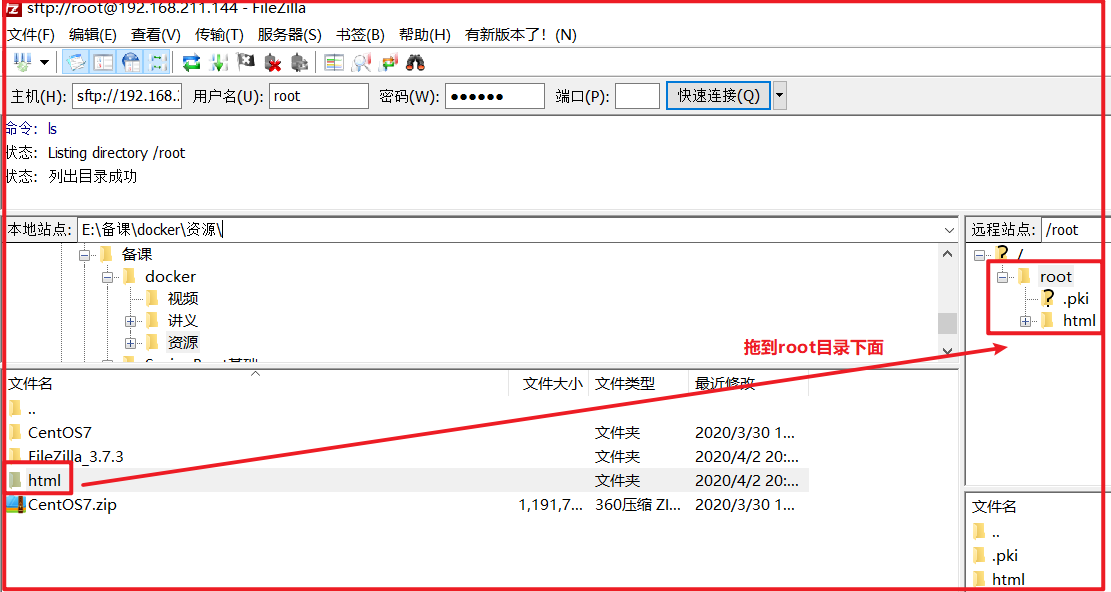 sftp://root@192.168.211.144 - FileZilla
文件(F) 编辑(E) 查看(V) 传输(T) 服务器(S) 书签(B) 帮助(H) 有新版本了！(N)
主机(H): sftp://192.168. 用户名(U): root 密码(W): ●●●●●● 端口(P): 快速连接(Q)
命令: ls
状态: Listing directory /root
状态: 列出目录成功
本地站点: E:\备课\docker\资源\
备课
docker
视频
讲义
资源
远程站点: /root
/
root
.pki
html
拖到root目录下面
文件名 文件大小 文件类型 最近修改
..
CentOS7 文件夹 2020/3/30 1...
FileZilla_3.7.3 文件夹 2020/4/2 20:...
html 文件夹 2020/4/2 20:...
CentOS7.zip 1,191,7... 360压缩 ZI... 2020/3/30 1...
文件名
..
.pki
html